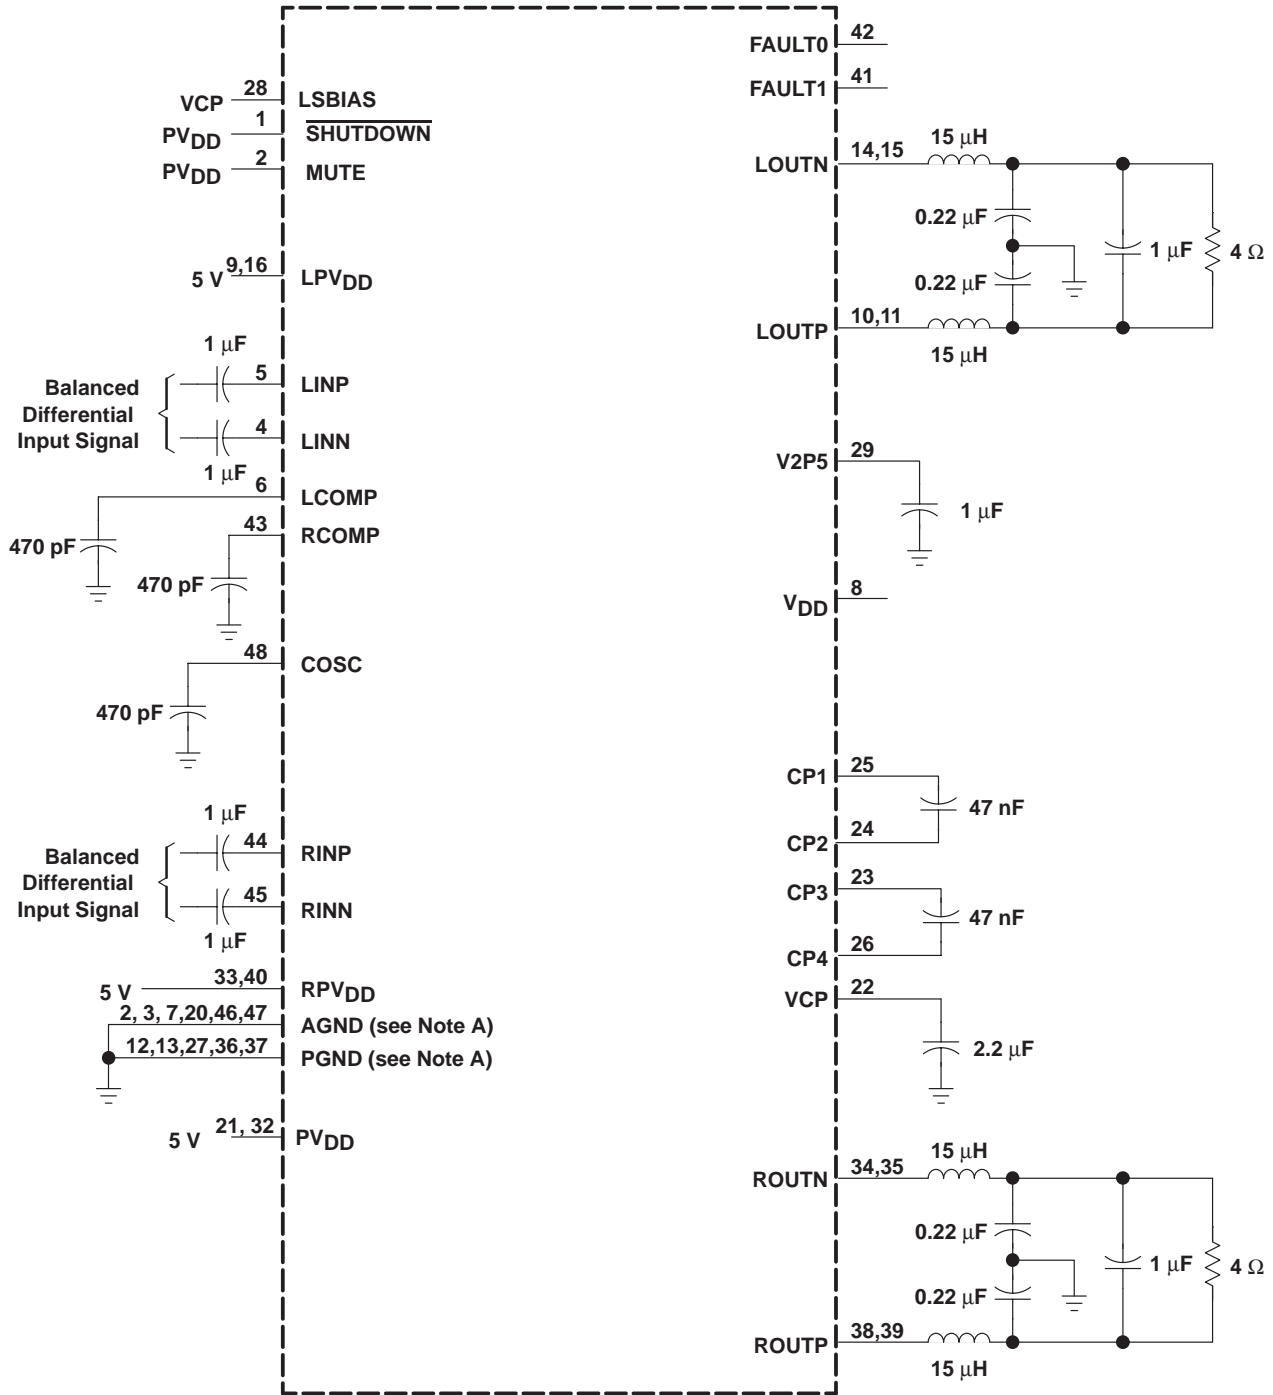 FAULT0 42
FAULT1 41
VCP 28 LSBIAS
PVDD 1 SHUTDOWN
PVDD 2 MUTE
LOUTN 14,15 15 μH
0.22 μF
0.22 μF
1 μF
4 Ω
LOUTP 10,11
15 μH
5 V 9,16 LPVDD
1 μF
Balanced
Differential
Input Signal
5 LINP
4 LINN
1 μF
6 LCOMP
470 pF
43 RCOMP
470 pF
48 COSC
470 pF
V2P5 29
1 μF
VDD 8
CP1 25
47 nF
CP2 24
CP3 23
47 nF
CP4 26
VCP 22
2.2 μF
1 μF
Balanced
Differential
Input Signal
44 RINP
45 RINN
1 μF
5 V 33,40 RPVDD
2, 3, 7,20,46,47 AGND (see Note A)
12,13,27,36,37 PGND (see Note A)
5 V 21, 32 PVDD
ROUTN 34,35 15 μH
0.22 μF
0.22 μF
1 μF
4 Ω
ROUTP 38,39
15 μH